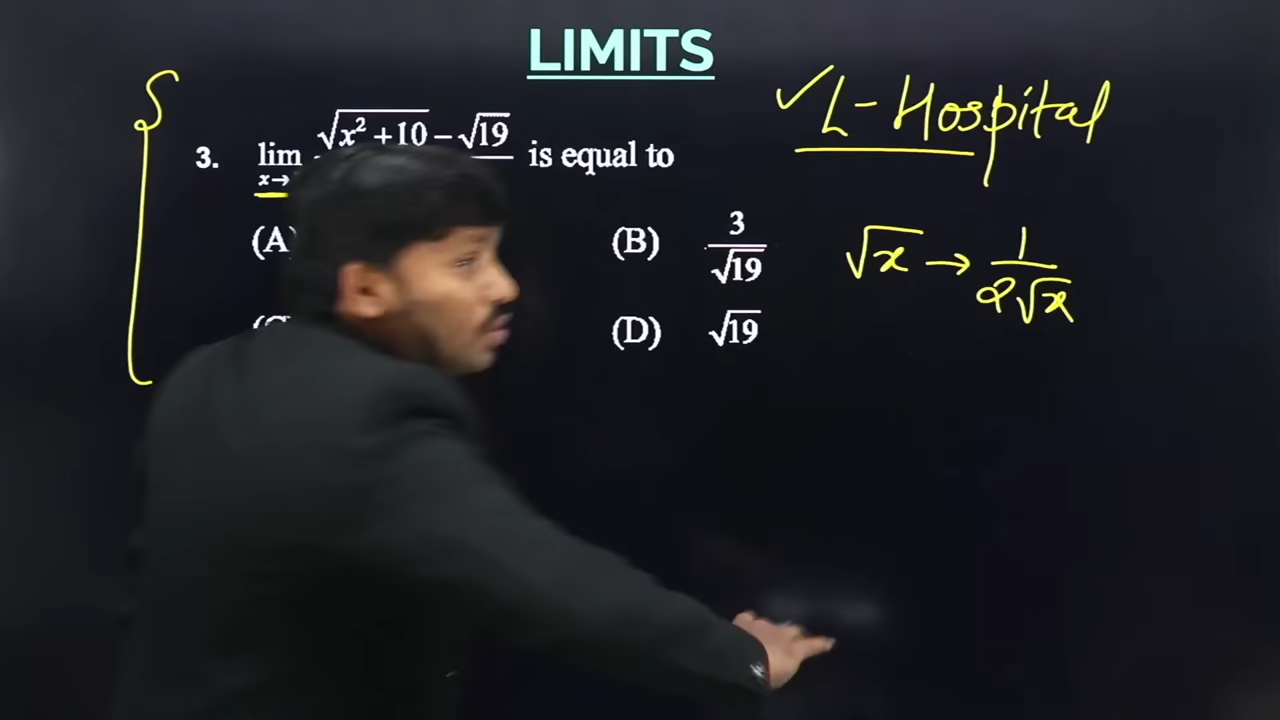 LIMITS
✓ L-Hospital
3. lim x→ √x² + 10 − √19 is equal to
(A)
(B) 3/√19
√x → 1/2√x
(D) √19